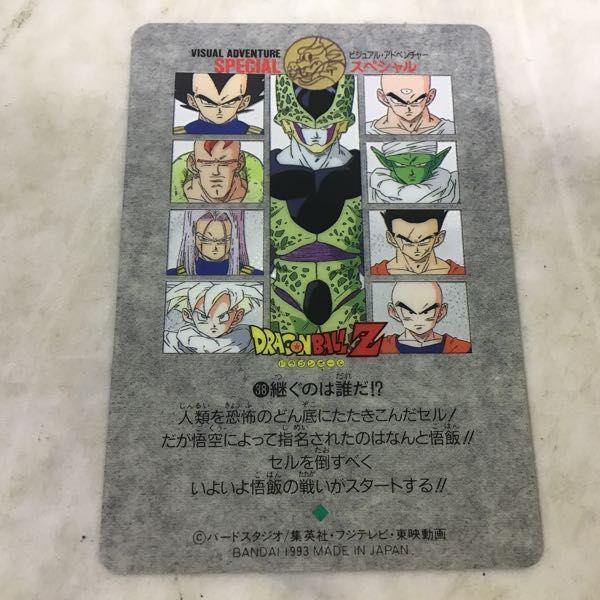 VISUAL ADVENTURE ビジュアル・アドベンチャー
SPECIAL スペシャル
DRAGONBALL Z
ドラゴンボール
㊳継ぐのは誰だ!?
人類を恐怖のどん底にたたきこんだセル!
だが悟空によって指名されたのはなんと悟飯!!
セルを倒すべく
いよいよ悟飯の戦いがスタートする!!
©バードスタジオ/集英社・フジテレビ・東映動画
BANDAI 1993 MADE IN JAPAN